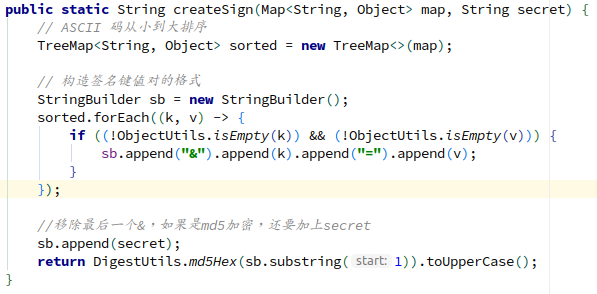 public static String createSign(Map<String, Object> map, String secret) {
// ASCII 码从小到大排序
TreeMap<String, Object> sorted = new TreeMap<>(map);
// 构造签名键值对的格式
StringBuilder sb = new StringBuilder();
sorted.forEach((k, v) -> {
if ((!ObjectUtils.isEmpty(k)) && (!ObjectUtils.isEmpty(v))) {
sb.append("&").append(k).append("=").append(v);
}
});
//移除最后一个&,如果是md5加密,还要加上secret
sb.append(secret);
return DigestUtils.md5Hex(sb.substring( start: 1)).toUpperCase();
}